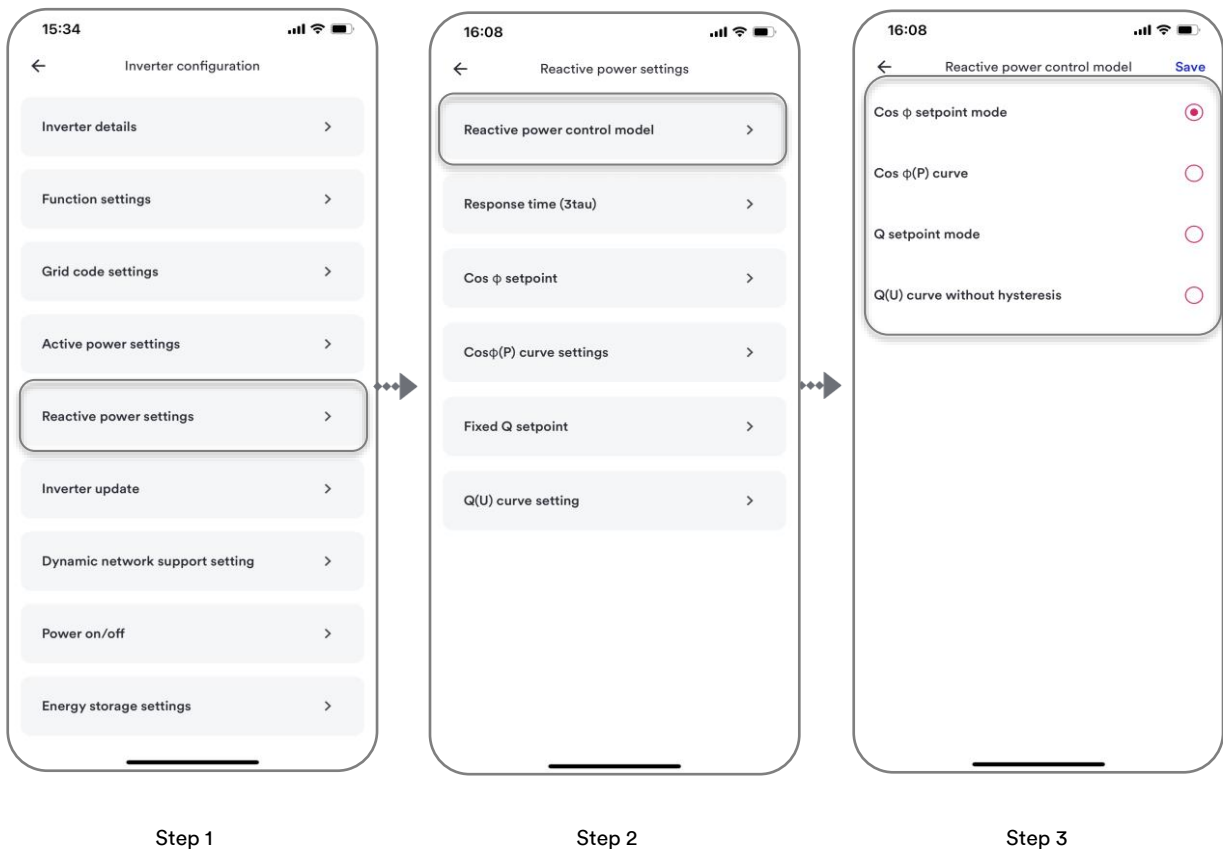 15:34
Inverter configuration
Inverter details
Function settings
Grid code settings
Active power settings
Reactive power settings
Inverter update
Dynamic network support setting
Power on/off
Energy storage settings
Step 1
16:08
Reactive power settings
Reactive power control model
Response time (3tau)
Cos ϕ setpoint
Cosϕ(P) curve settings
Fixed Q setpoint
Q(U) curve setting
Step 2
16:08
Reactive power control model Save
Cos ϕ setpoint mode
Cos ϕ(P) curve
Q setpoint mode
Q(U) curve without hysteresis
Step 3